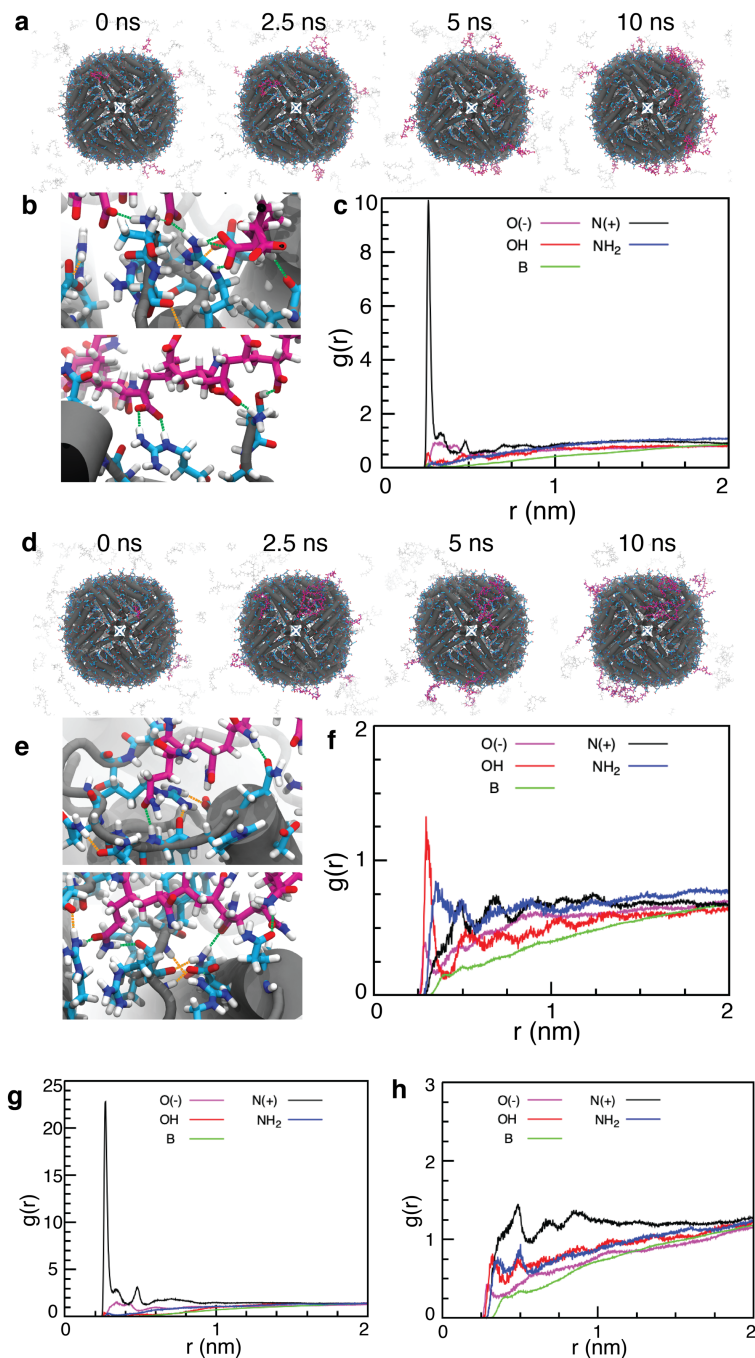 a 0 ns 2.5 ns 5 ns 10 ns
b
c
10
8
6
4
2
0
g(r)
O(-) N(+)
OH NH2
B
0 1 2
r (nm)
d 0 ns 2.5 ns 5 ns 10 ns
e
f
2
1
0
g(r)
O(-) N(+)
OH NH2
B
0 1 2
r (nm)
g
25
20
15
10
5
0
g(r)
O(-) N(+)
OH NH2
B
0 1 2
r (nm)
h
3
2
1
0
g(r)
O(-) N(+)
OH NH2
B
0 1 2
r (nm)